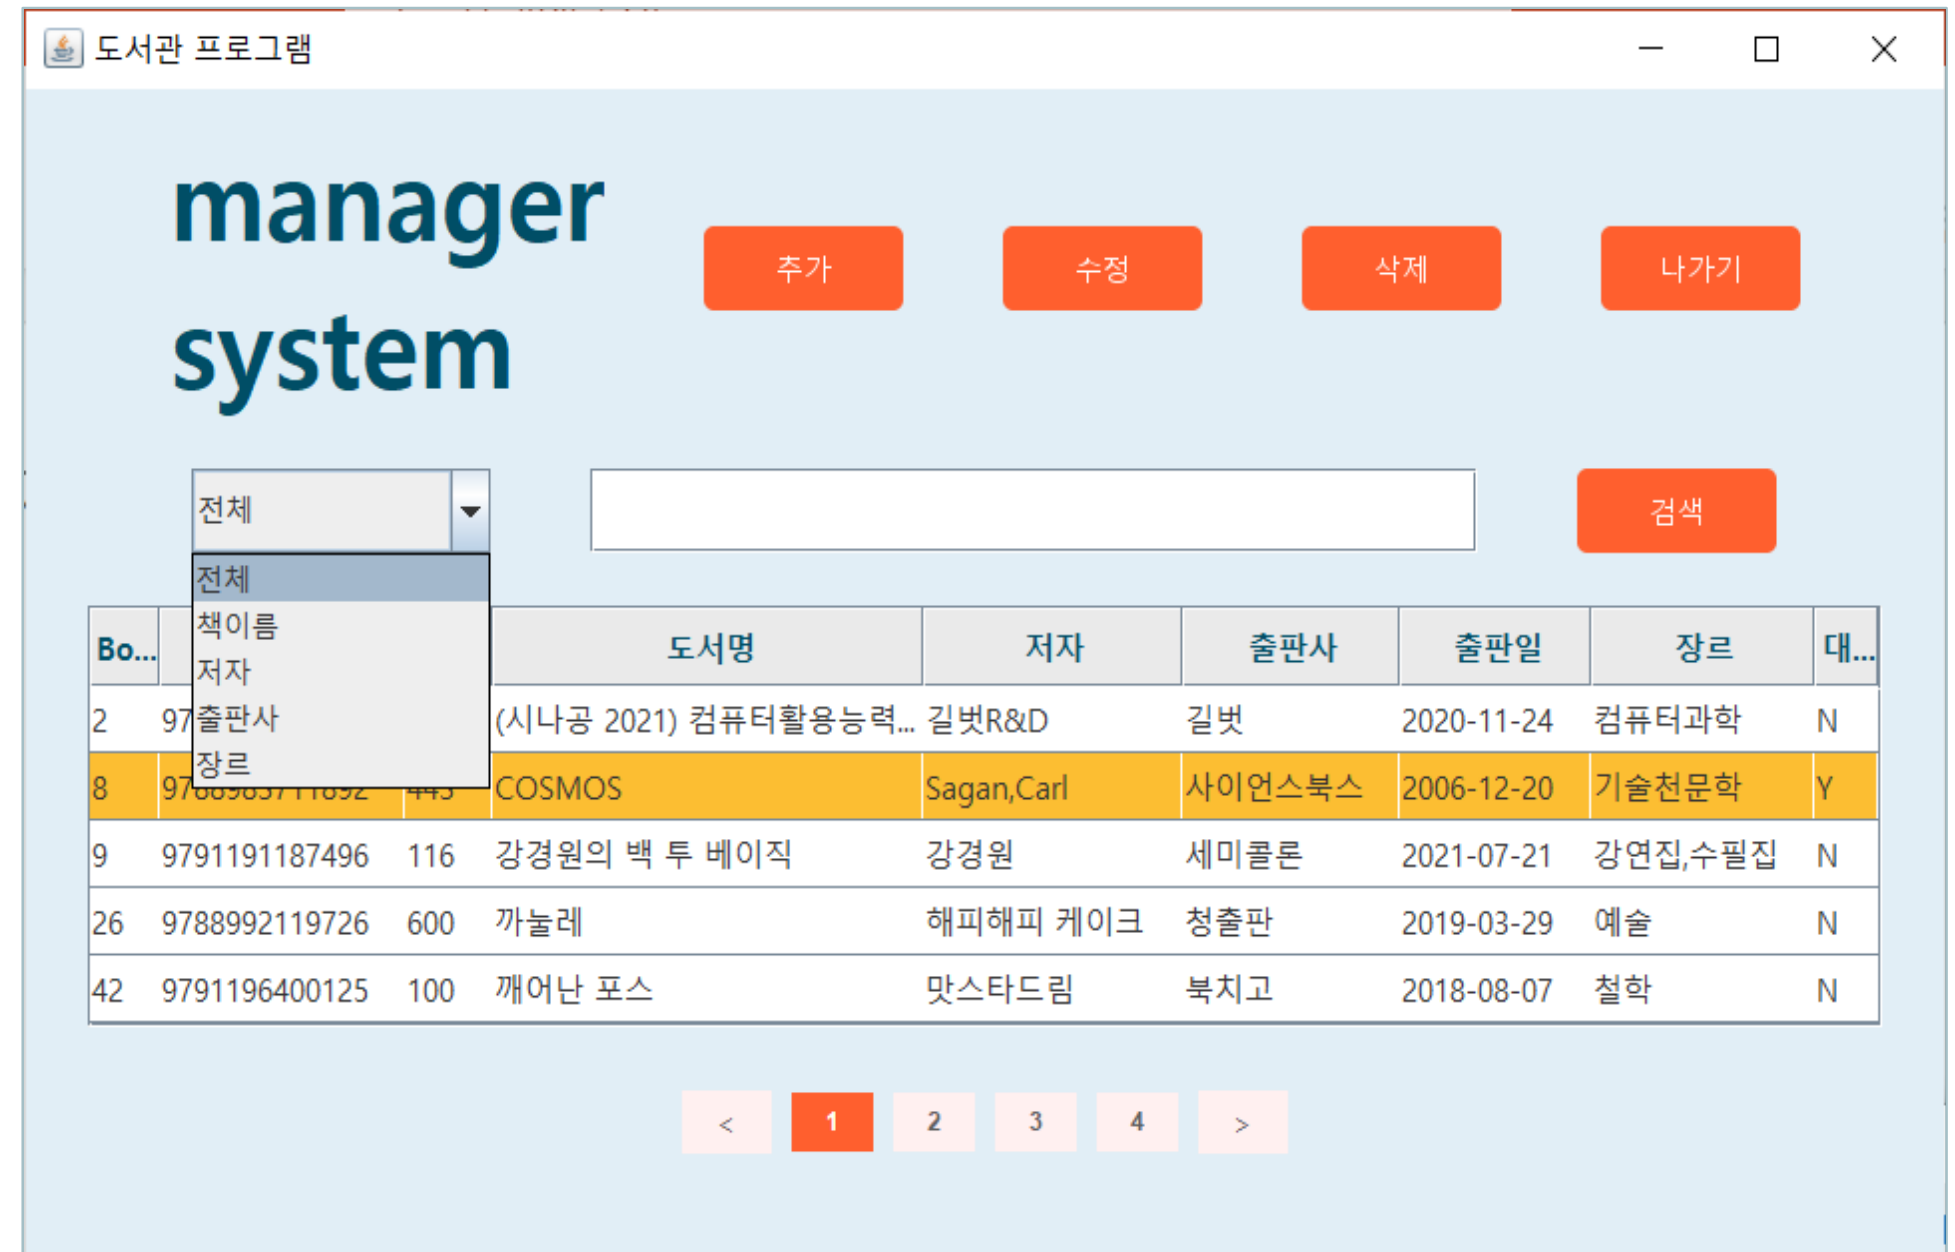 도서관 프로그램
manager
system
추가
수정
삭제
나가기
전체
검색
전체
책이름
저자
출판사
장르
Bo... 도서명 저자 출판사 출판일 장르 대...
2 97 (시나공 2021) 컴퓨터활용능력... 길벗R&D 길벗 2020-11-24 컴퓨터과학 N
8 COSMOS Sagan,Carl 사이언스북스 2006-12-20 기술천문학 Y
9 9791191187496 116 강경원의 백 투 베이직 강경원 세미콜론 2021-07-21 강연집,수필집 N
26 9788992119726 600 까눌레 해피해피 케이크 청출판 2019-03-29 예술 N
42 9791196400125 100 깨어난 포스 맛스타드림 북치고 2018-08-07 철학 N
< 1 2 3 4 >